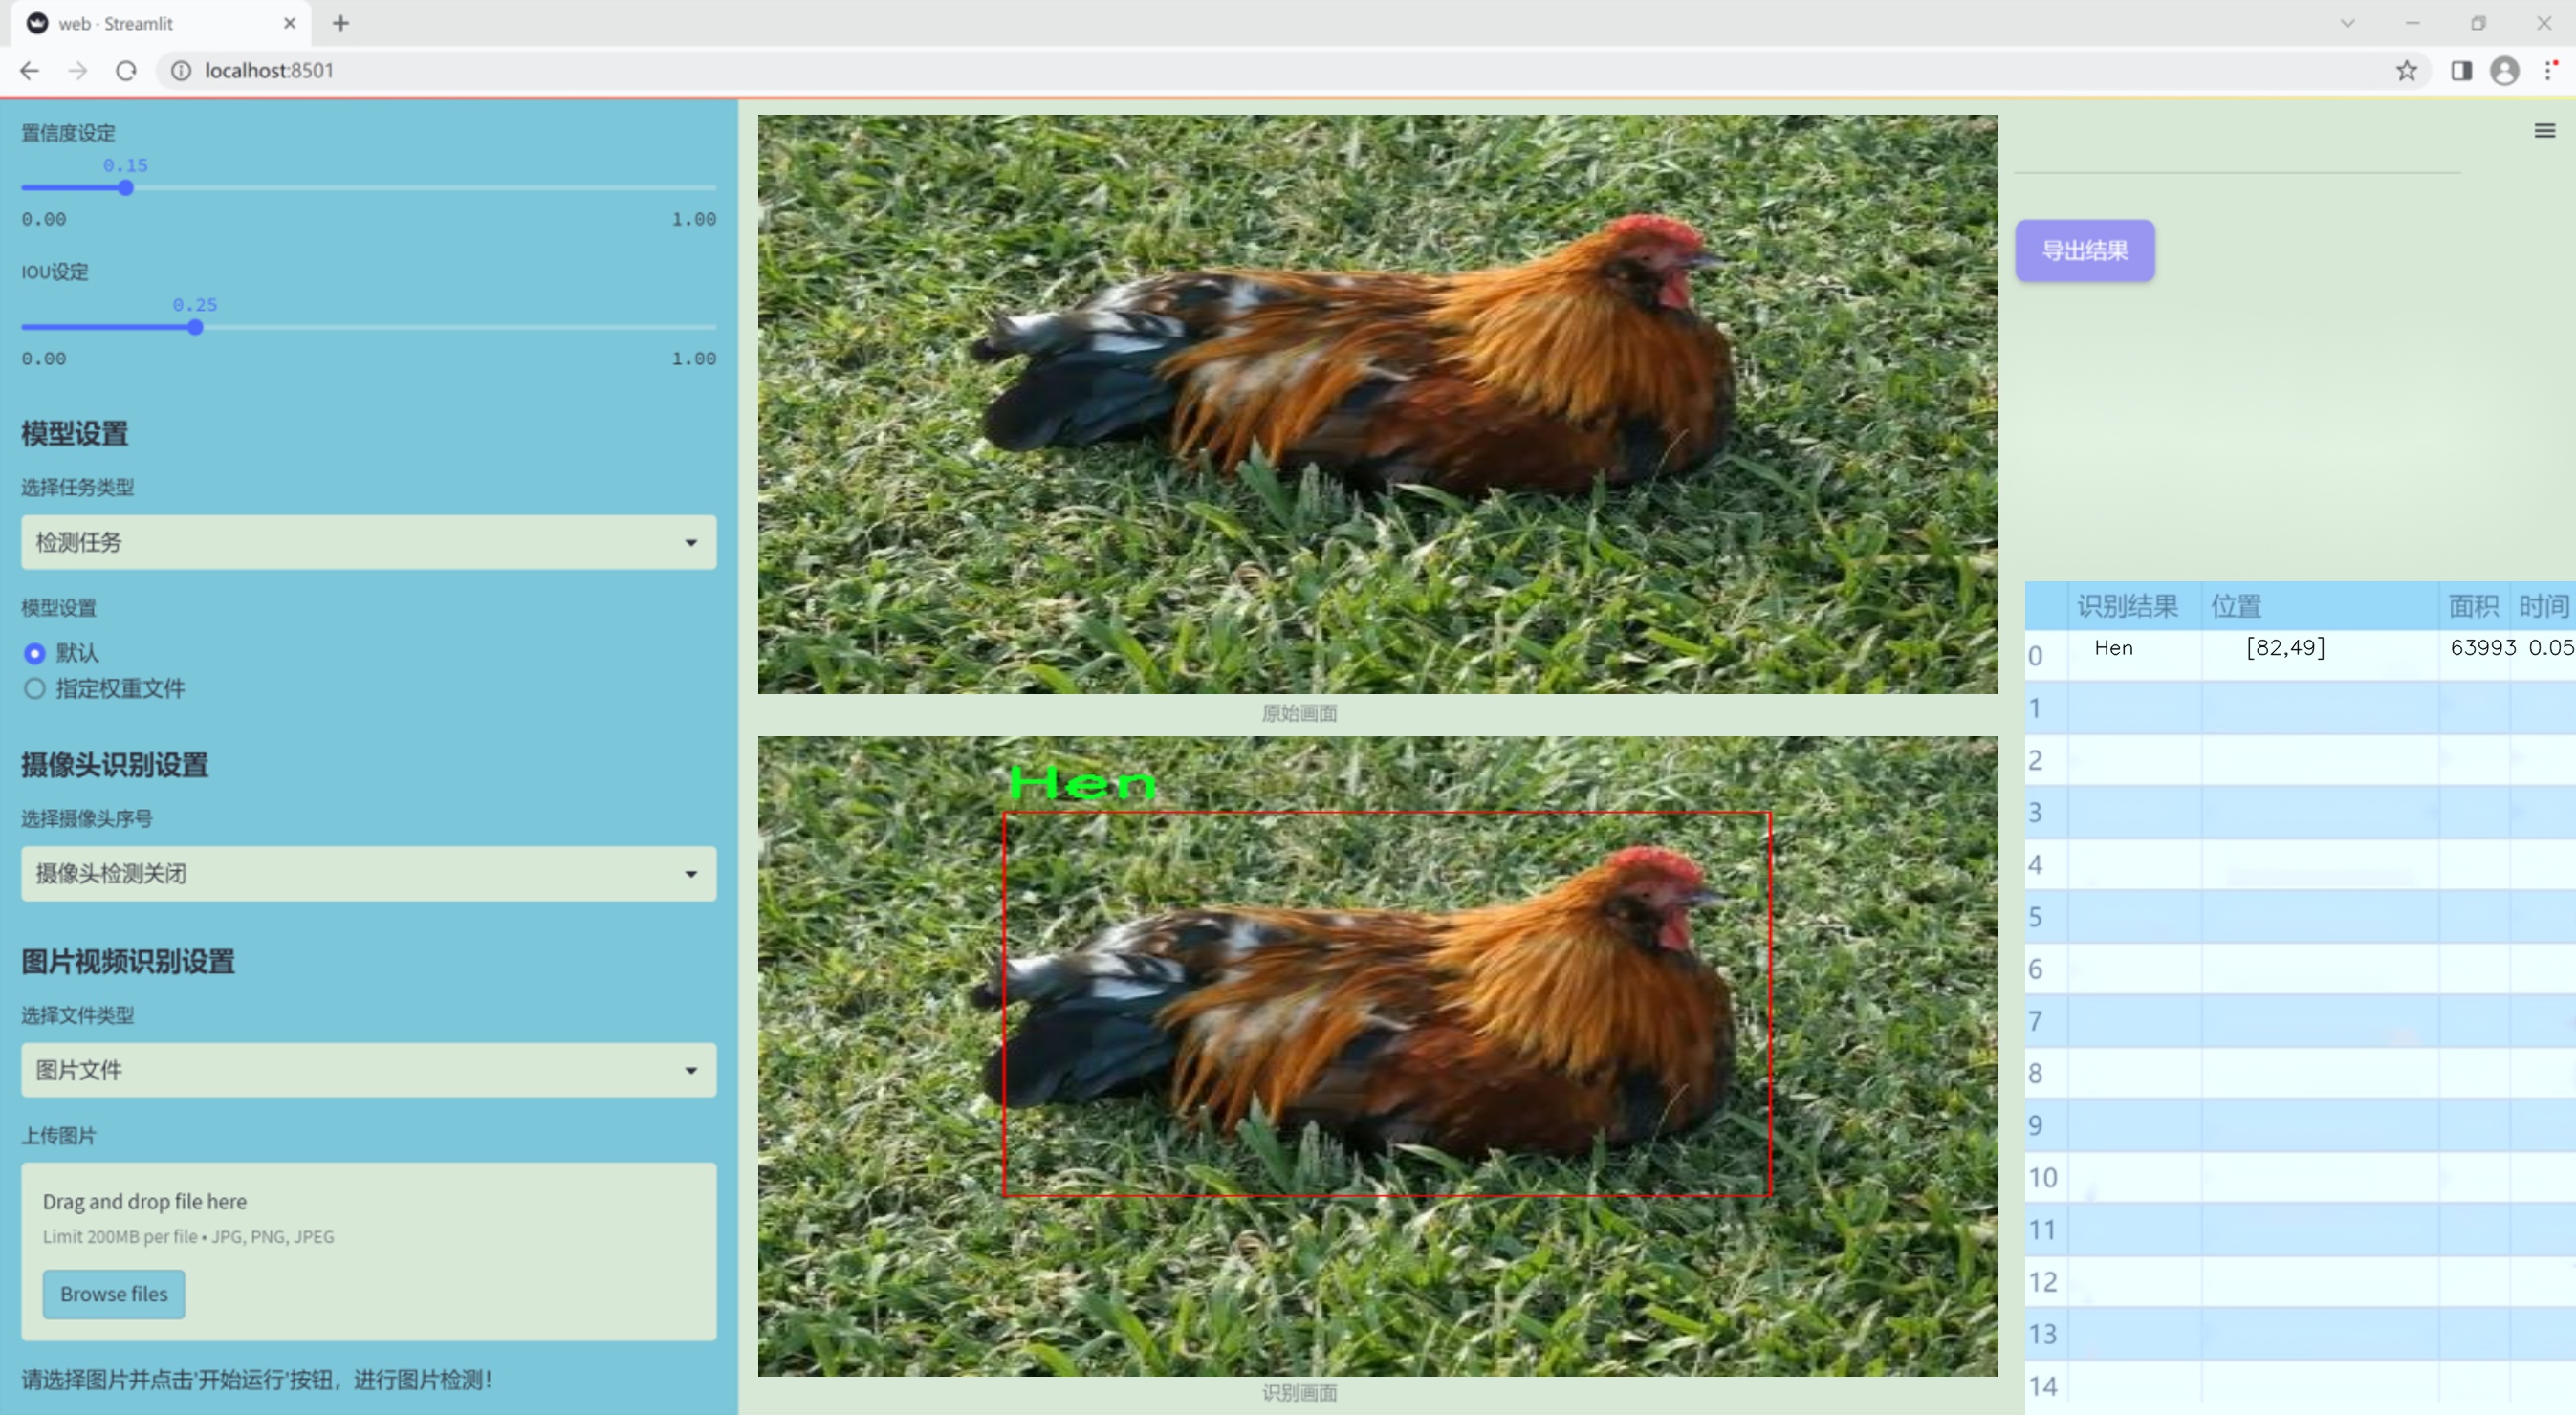 web · Streamlit
localhost:8501
置信度设定
0.15
0.00 1.00
IOU设定
0.25
0.00 1.00
模型设置
选择任务类型
检测任务
模型设置
默认
指定权重文件
摄像头识别设置
选择摄像头序号
摄像头检测关闭
图片视频识别设置
选择文件类型
图片文件
上传图片
Drag and drop file here
Limit 200MB per file • JPG, PNG, JPEG
Browse files
请选择图片并点击'开始运行'按钮，进行图片检测！
原始画面
Hen
识别画面
导出结果
识别结果 位置 面积 时间
0 Hen [82,49] 63993 0.05
1
2
3
4
5
6
7
8
9
10
11
12
13
14